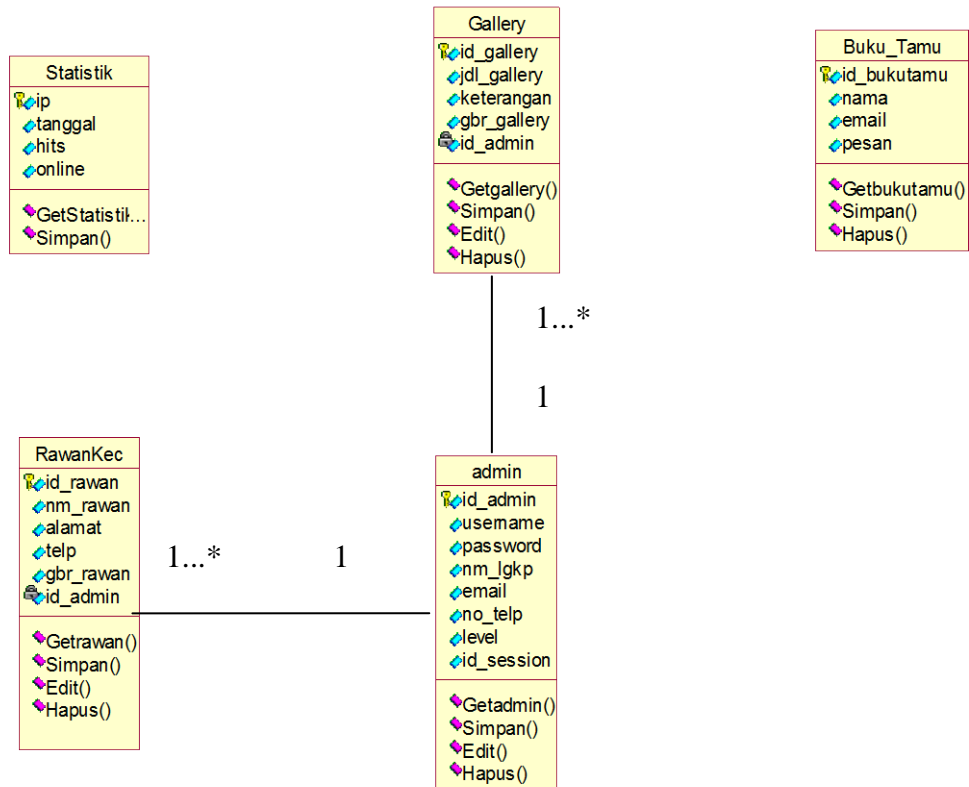 Statistik
ip
tanggal
hits
online
GetStatistik...
Simpan()
Gallery
id_gallery
jdl_gallery
keterangan
gbr_gallery
id_admin
Getgallery()
Simpan()
Edit()
Hapus()
Buku_Tamu
id_bukutamu
nama
email
pesan
Getbukutamu()
Simpan()
Hapus()
1...*
1
RawanKec
id_rawan
nm_rawan
alamat
telp
gbr_rawan
id_admin
Getrawan()
Simpan()
Edit()
Hapus()
1...*
1
admin
id_admin
username
password
nm_lgkp
email
no_telp
level
id_session
Getadmin()
Simpan()
Edit()
Hapus()